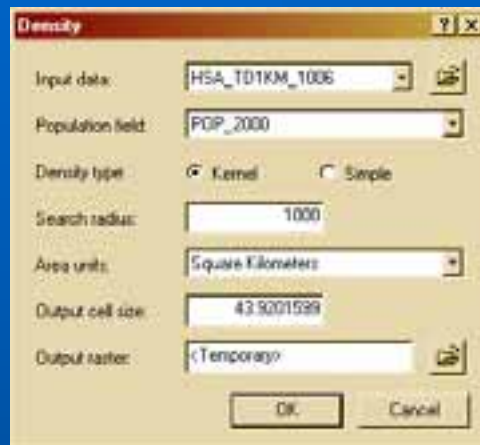 Density
Input data: HSA_TD1KM_1006
Population field: POP_2000
Density type: Kernel Simple
Search radius: 1000
Area units: Square Kilometers
Output cell size: 43.9201599
Output raster: <Temporary>
OK Cancel